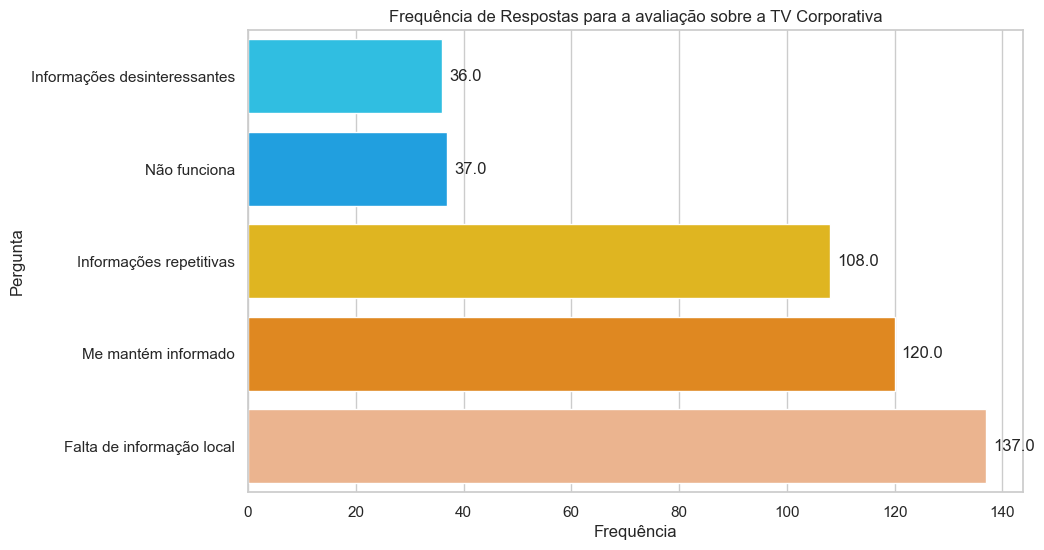 Frequência de Respostas para a avaliação sobre a TV Corporativa
Pergunta
Informações desinteressantes
36.0
Não funciona
37.0
Informações repetitivas
108.0
Me mantém informado
120.0
Falta de informação local
137.0
0 20 40 60 80 100 120 140
Frequência